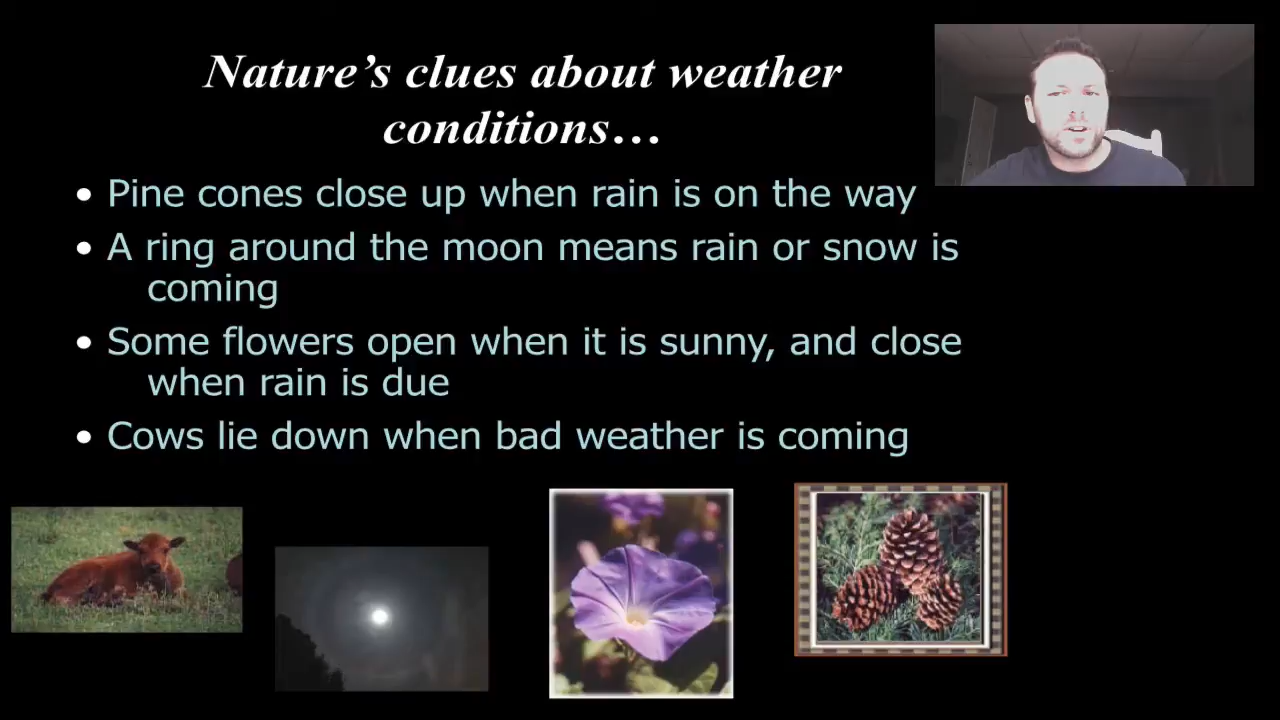 Nature's clues about weather
conditions…
• Pine cones close up when rain is on the way
• A ring around the moon means rain or snow is
coming
• Some flowers open when it is sunny, and close
when rain is due
• Cows lie down when bad weather is coming